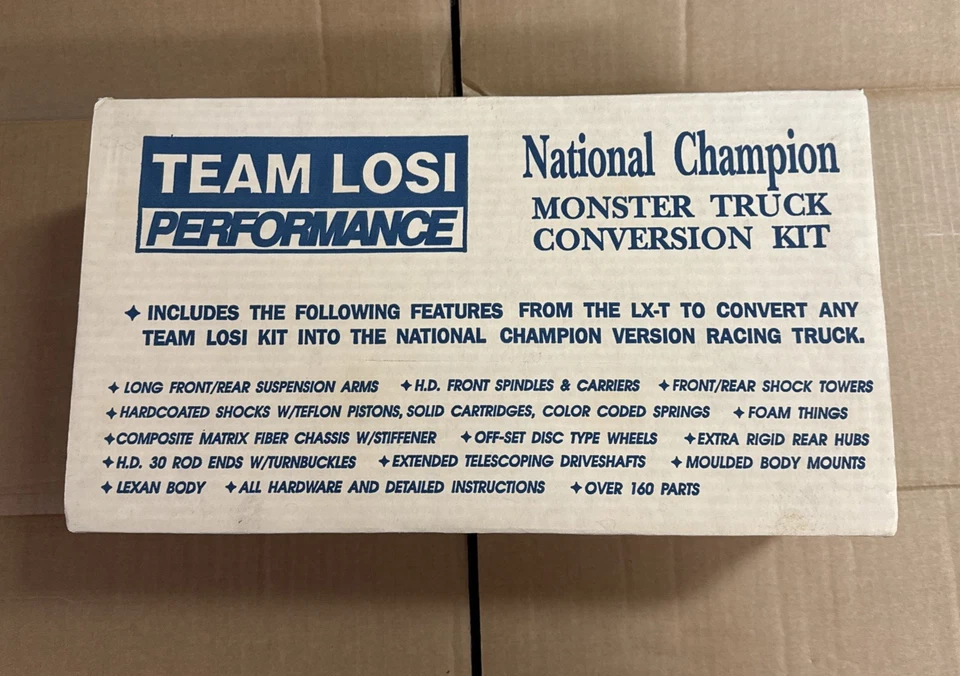 TEAM LOSI
PERFORMANCE
National Champion
MONSTER TRUCK
CONVERSION KIT
✦ INCLUDES THE FOLLOWING FEATURES FROM THE LX-T TO CONVERT ANY
TEAM LOSI KIT INTO THE NATIONAL CHAMPION VERSION RACING TRUCK.
✦ LONG FRONT/REAR SUSPENSION ARMS ✦ H.D. FRONT SPINDLES & CARRIERS ✦ FRONT/REAR SHOCK TOWERS
✦ HARDCOATED SHOCKS W/TEFLON PISTONS, SOLID CARTRIDGES, COLOR CODED SPRINGS ✦ FOAM THINGS
✦ COMPOSITE MATRIX FIBER CHASSIS W/STIFFENER ✦ OFF-SET DISC TYPE WHEELS ✦ EXTRA RIGID REAR HUBS
✦ H.D. 30 ROD ENDS W/TURNBUCKLES ✦ EXTENDED TELESCOPING DRIVESHAFTS ✦ MOULDED BODY MOUNTS
✦ LEXAN BODY ✦ ALL HARDWARE AND DETAILED INSTRUCTIONS ✦ OVER 160 PARTS